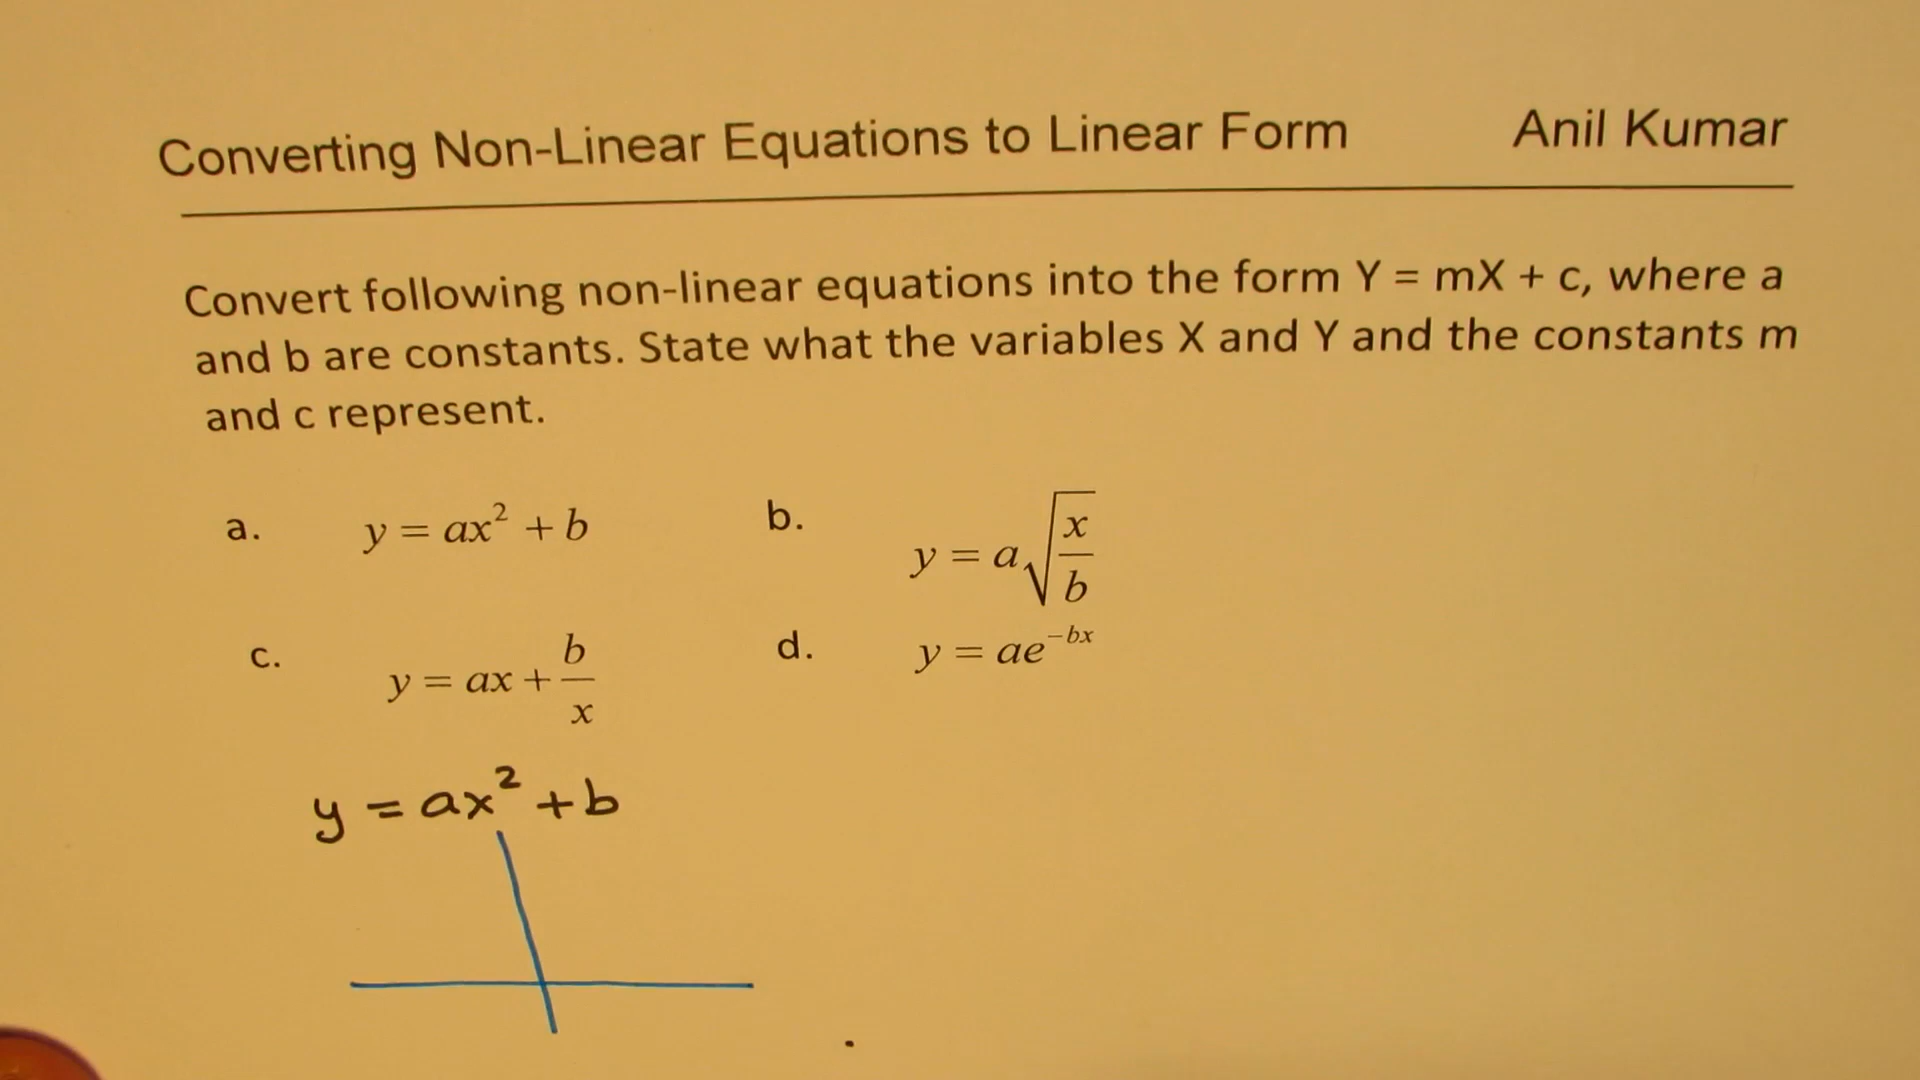 Converting Non-Linear Equations to Linear Form Anil Kumar
Convert following non-linear equations into the form Y = mX + c, where a
and b are constants. State what the variables X and Y and the constants m
and c represent.
a. y = ax² + b b. y = a√(x/b)
c. y = ax + b/x d. y = ae^(-bx)
y = ax² + b